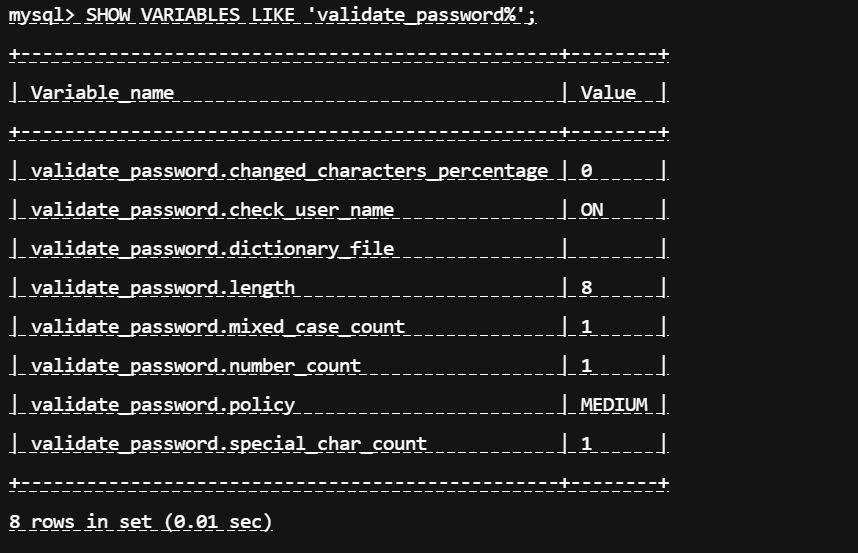 mysql> SHOW VARIABLES LIKE 'validate_password%';
+-------------------------------------------------+--------+
| Variable_name                                   | Value  |
+-------------------------------------------------+--------+
| validate_password.changed_characters_percentage | 0      |
| validate_password.check_user_name               | ON     |
| validate_password.dictionary_file               |        |
| validate_password.length                        | 8      |
| validate_password.mixed_case_count              | 1      |
| validate_password.number_count                  | 1      |
| validate_password.policy                        | MEDIUM |
| validate_password.special_char_count            | 1      |
+-------------------------------------------------+--------+
8 rows in set (0.01 sec)